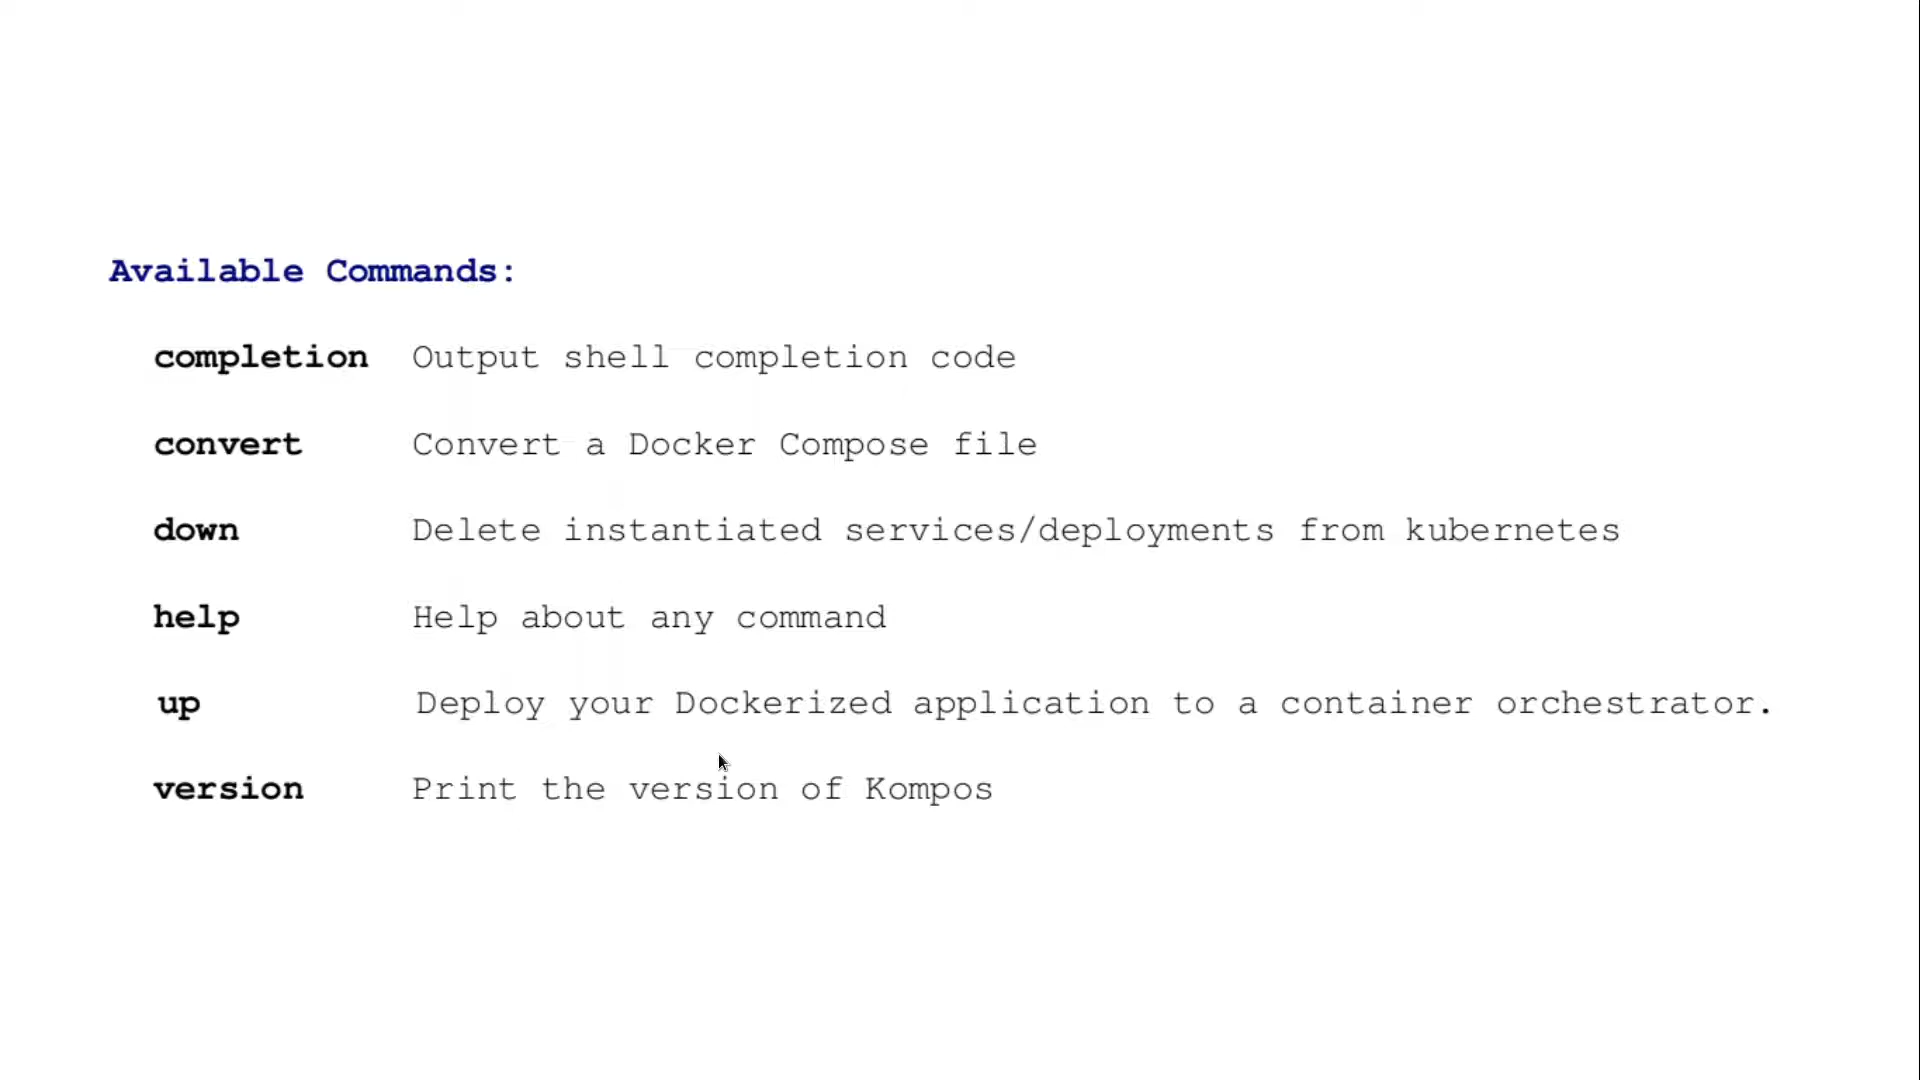 Available Commands:
completion Output shell completion code
convert Convert a Docker Compose file
down Delete instantiated services/deployments from kubernetes
help Help about any command
up Deploy your Dockerized application to a container orchestrator.
version Print the version of Kompos